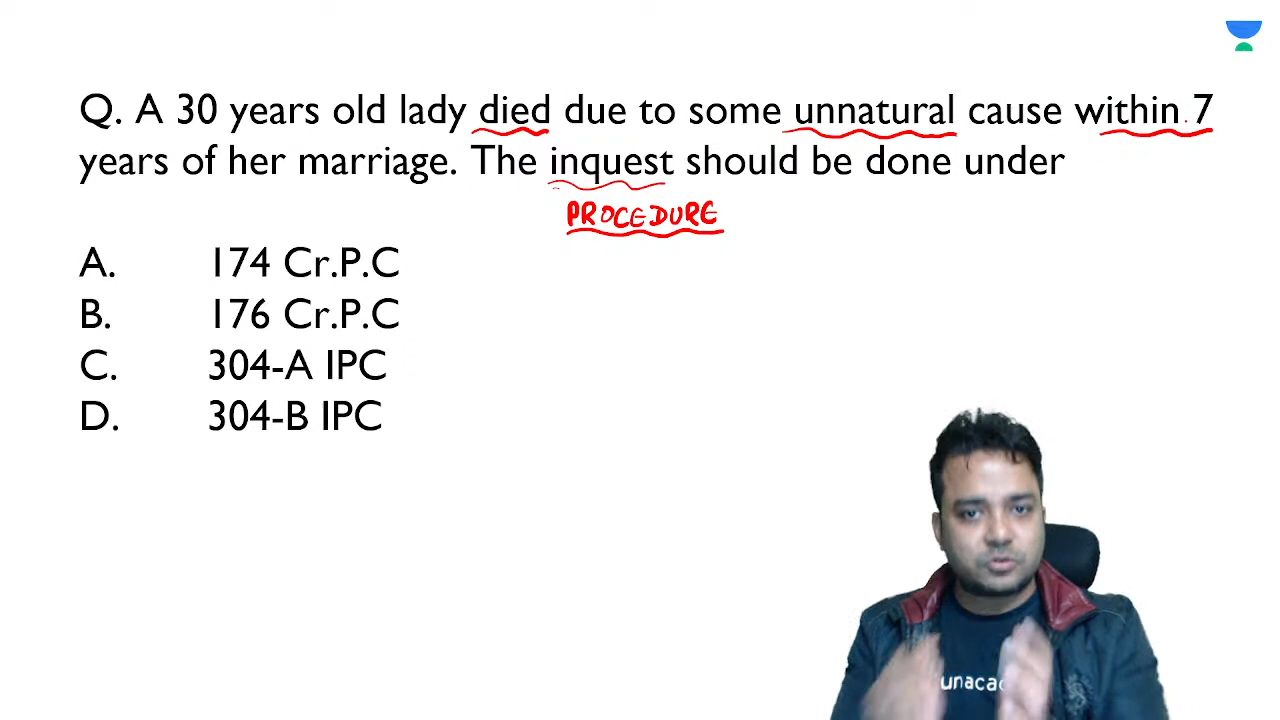 Q. A 30 years old lady died due to some unnatural cause within 7
years of her marriage. The inquest should be done under
PROCEDURE
A. 174 Cr.P.C
B. 176 Cr.P.C
C. 304-A IPC
D. 304-B IPC
unacad